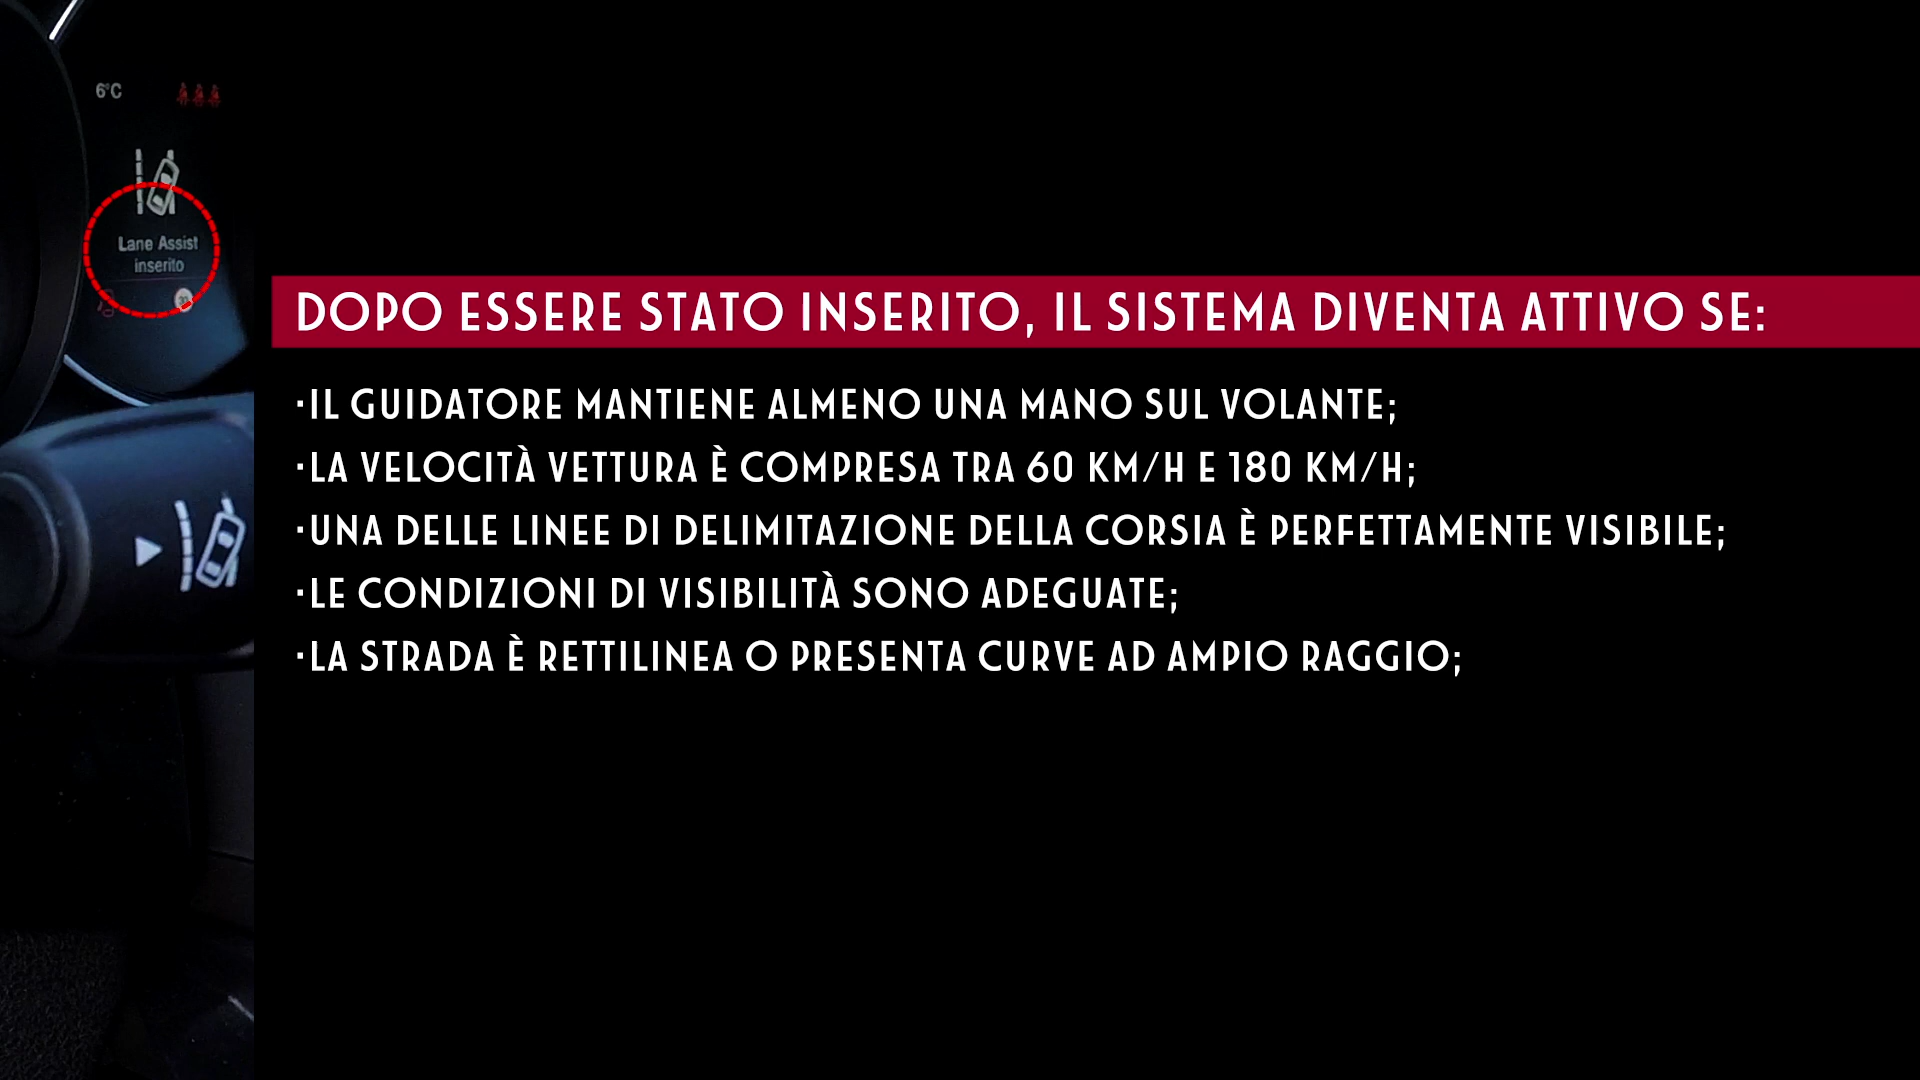 6°C
Lane Assist
inserito
DOPO ESSERE STATO INSERITO, IL SISTEMA DIVENTA ATTIVO SE:
·IL GUIDATORE MANTIENE ALMENO UNA MANO SUL VOLANTE;
·LA VELOCITÀ VETTURA È COMPRESA TRA 60 KM/H E 180 KM/H;
·UNA DELLE LINEE DI DELIMITAZIONE DELLA CORSIA È PERFETTAMENTE VISIBILE;
·LE CONDIZIONI DI VISIBILITÀ SONO ADEGUATE;
·LA STRADA È RETTILINEA O PRESENTA CURVE AD AMPIO RAGGIO;